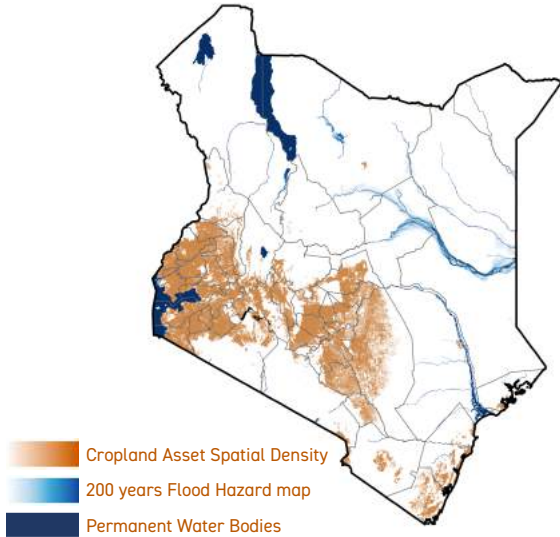 Cropland Asset Spatial Density
200 years Flood Hazard map
Permanent Water Bodies